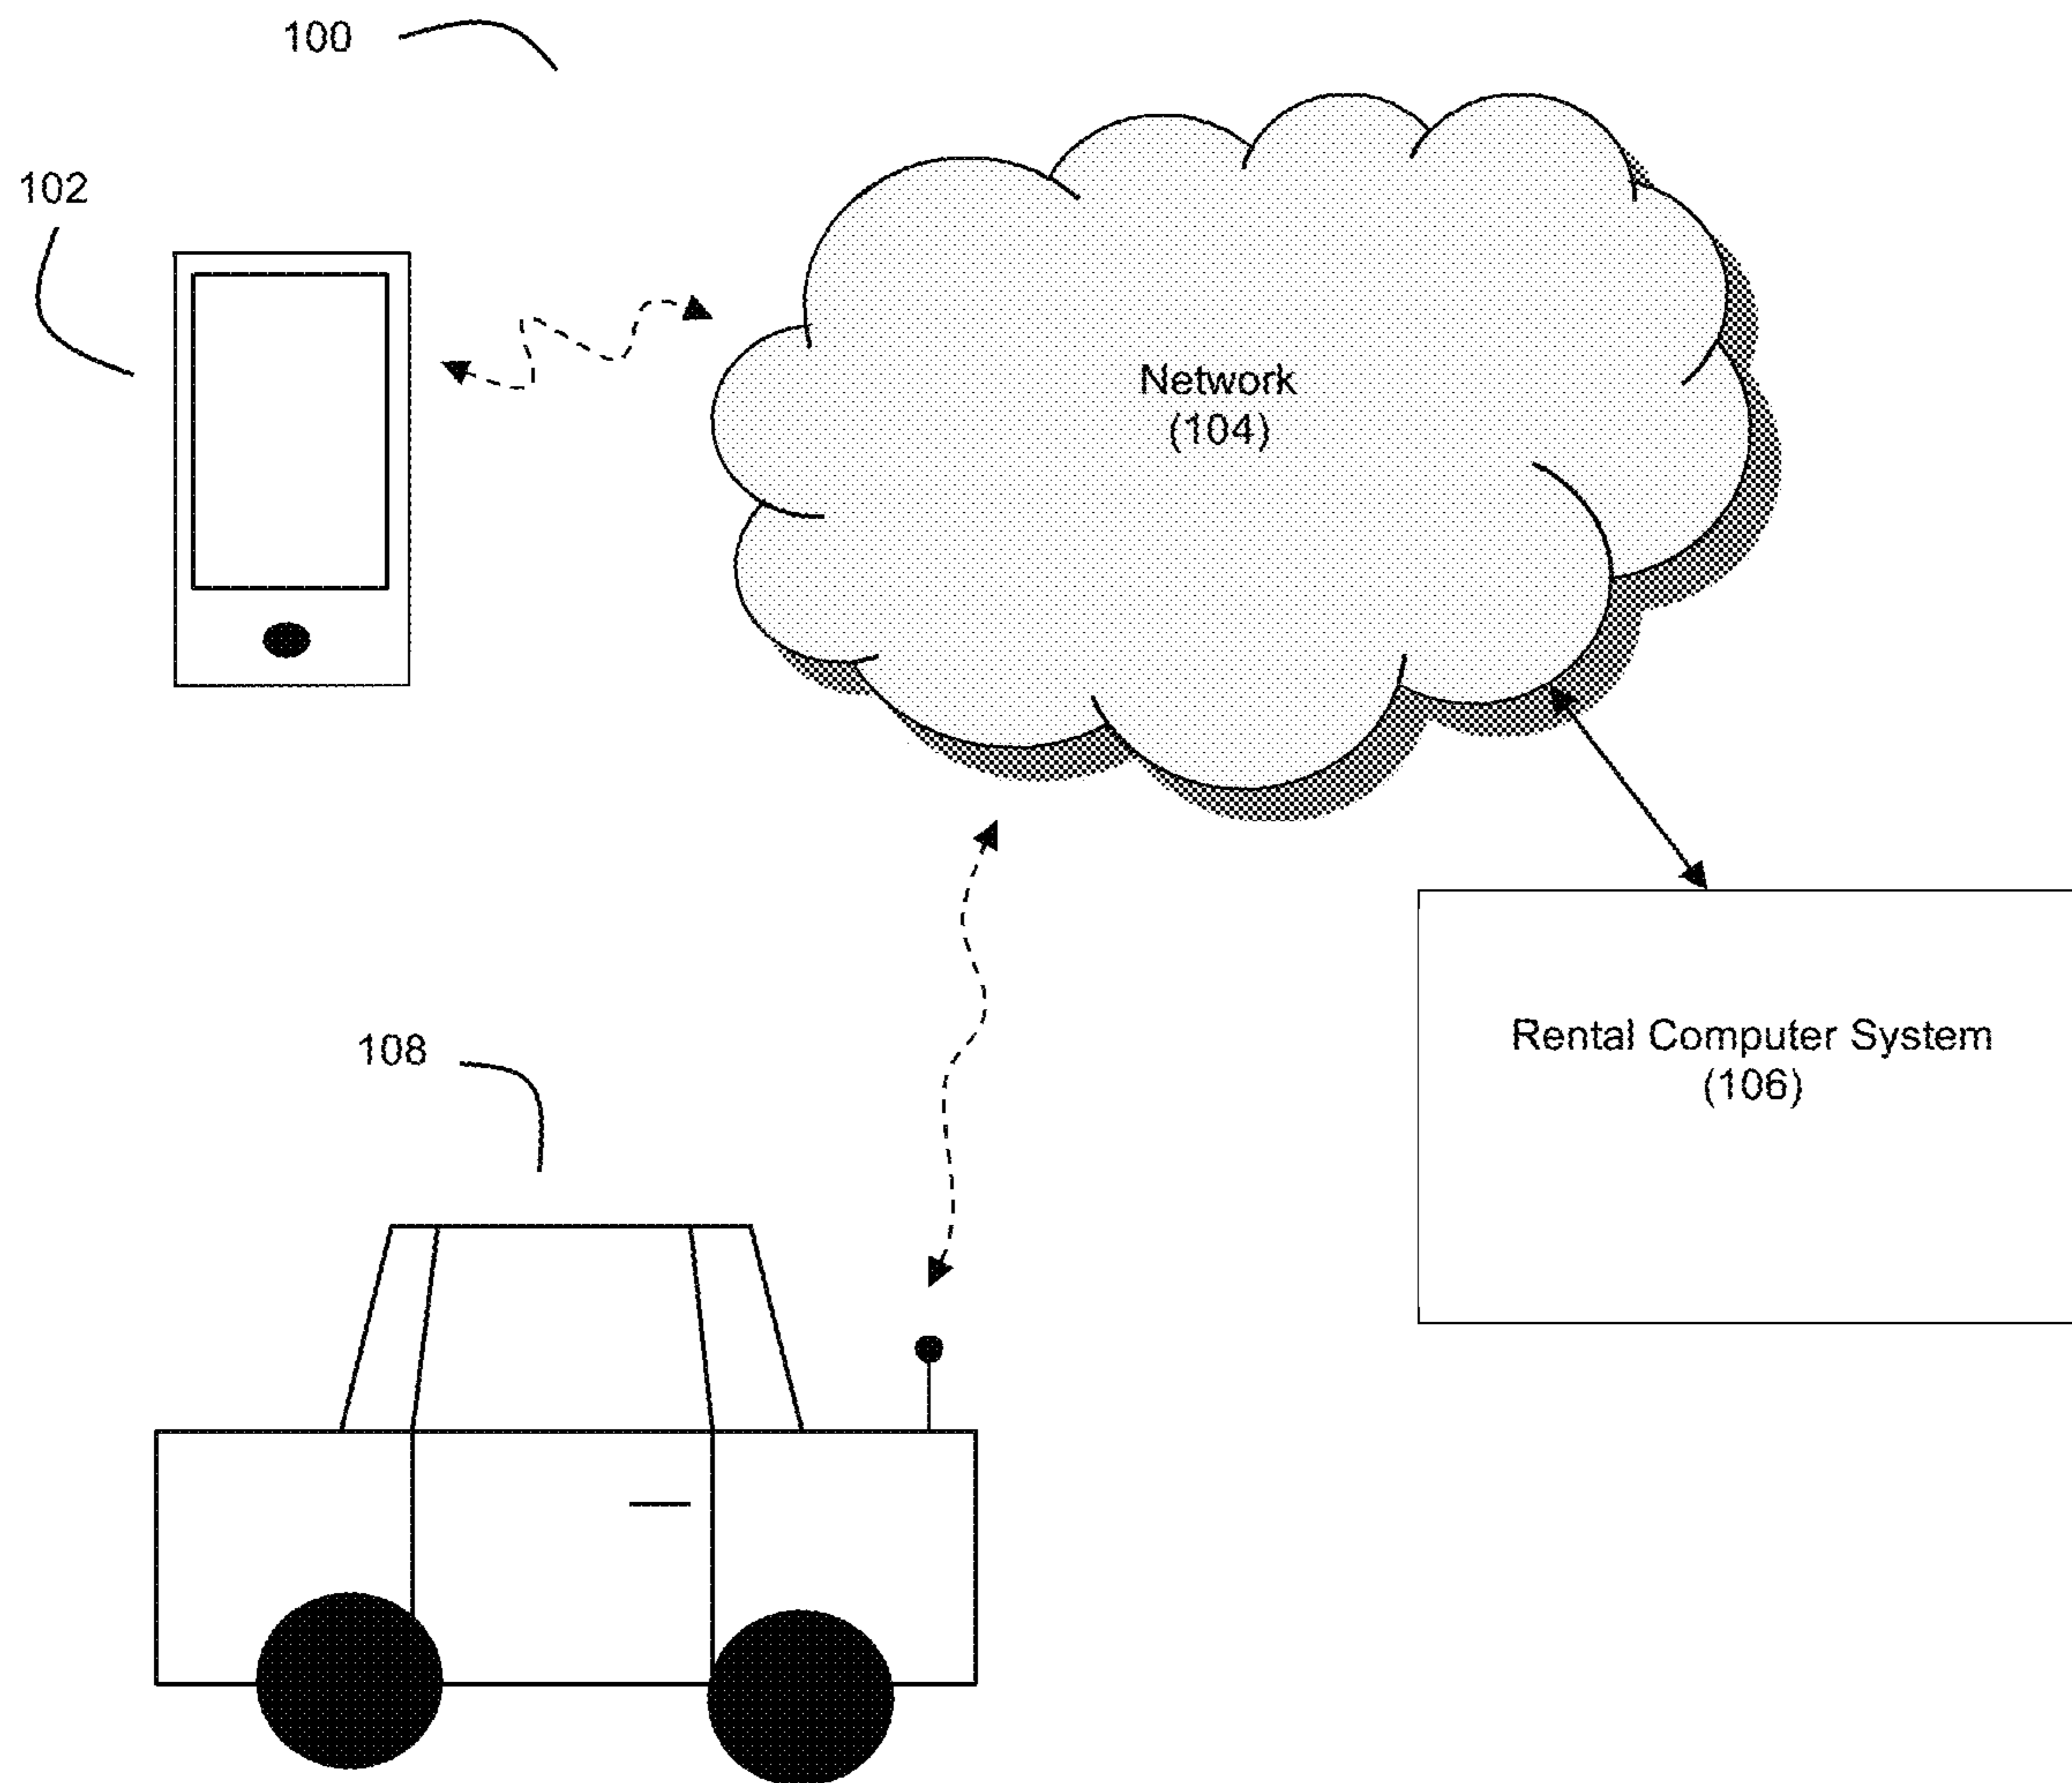 100
102
Network
(104)
108
Rental Computer System
(106)